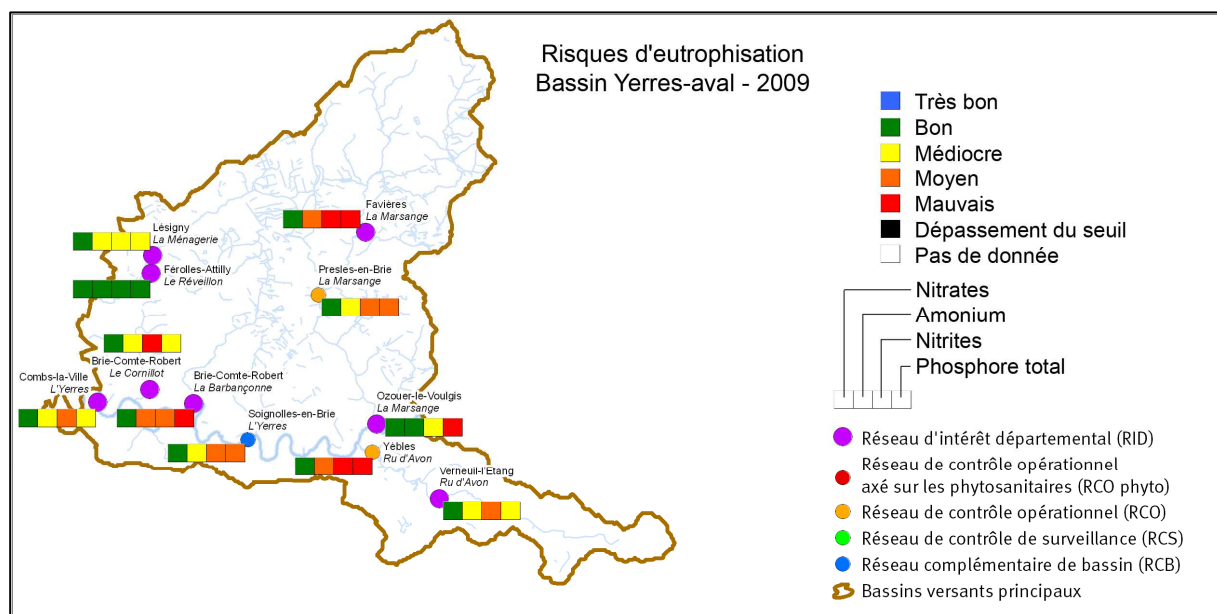 Risques d'eutrophisation
Bassin Yerres-aval - 2009
Très bon
Bon
Médiocre
Moyen
Mauvais
Dépassement du seuil
Pas de donnée
Nitrates
Amonium
Nitrites
Phosphore total
Réseau d'intérêt départemental (RID)
Réseau de contrôle opérationnel
axé sur les phytosanitaires (RCO phyto)
Réseau de contrôle opérationnel (RCO)
Réseau de contrôle de surveillance (RCS)
Réseau complémentaire de bassin (RCB)
Bassins versants principaux
Favières
La Marsange
Lésigny
La Ménagerie
Férolles-Attilly
Le Réveillon
Presles-en-Brie
La Marsange
Brie-Comte-Robert
Le Cornillot
Combs-la-Ville
L'Yerres
Brie-Comte-Robert
La Barbançonne
Soignolles-en-Brie
L'Yerres
Ozouer-le-Voulgis
La Marsange
Yèbles
Ru d'Avon
Verneuil-l'Etang
Ru d'Avon